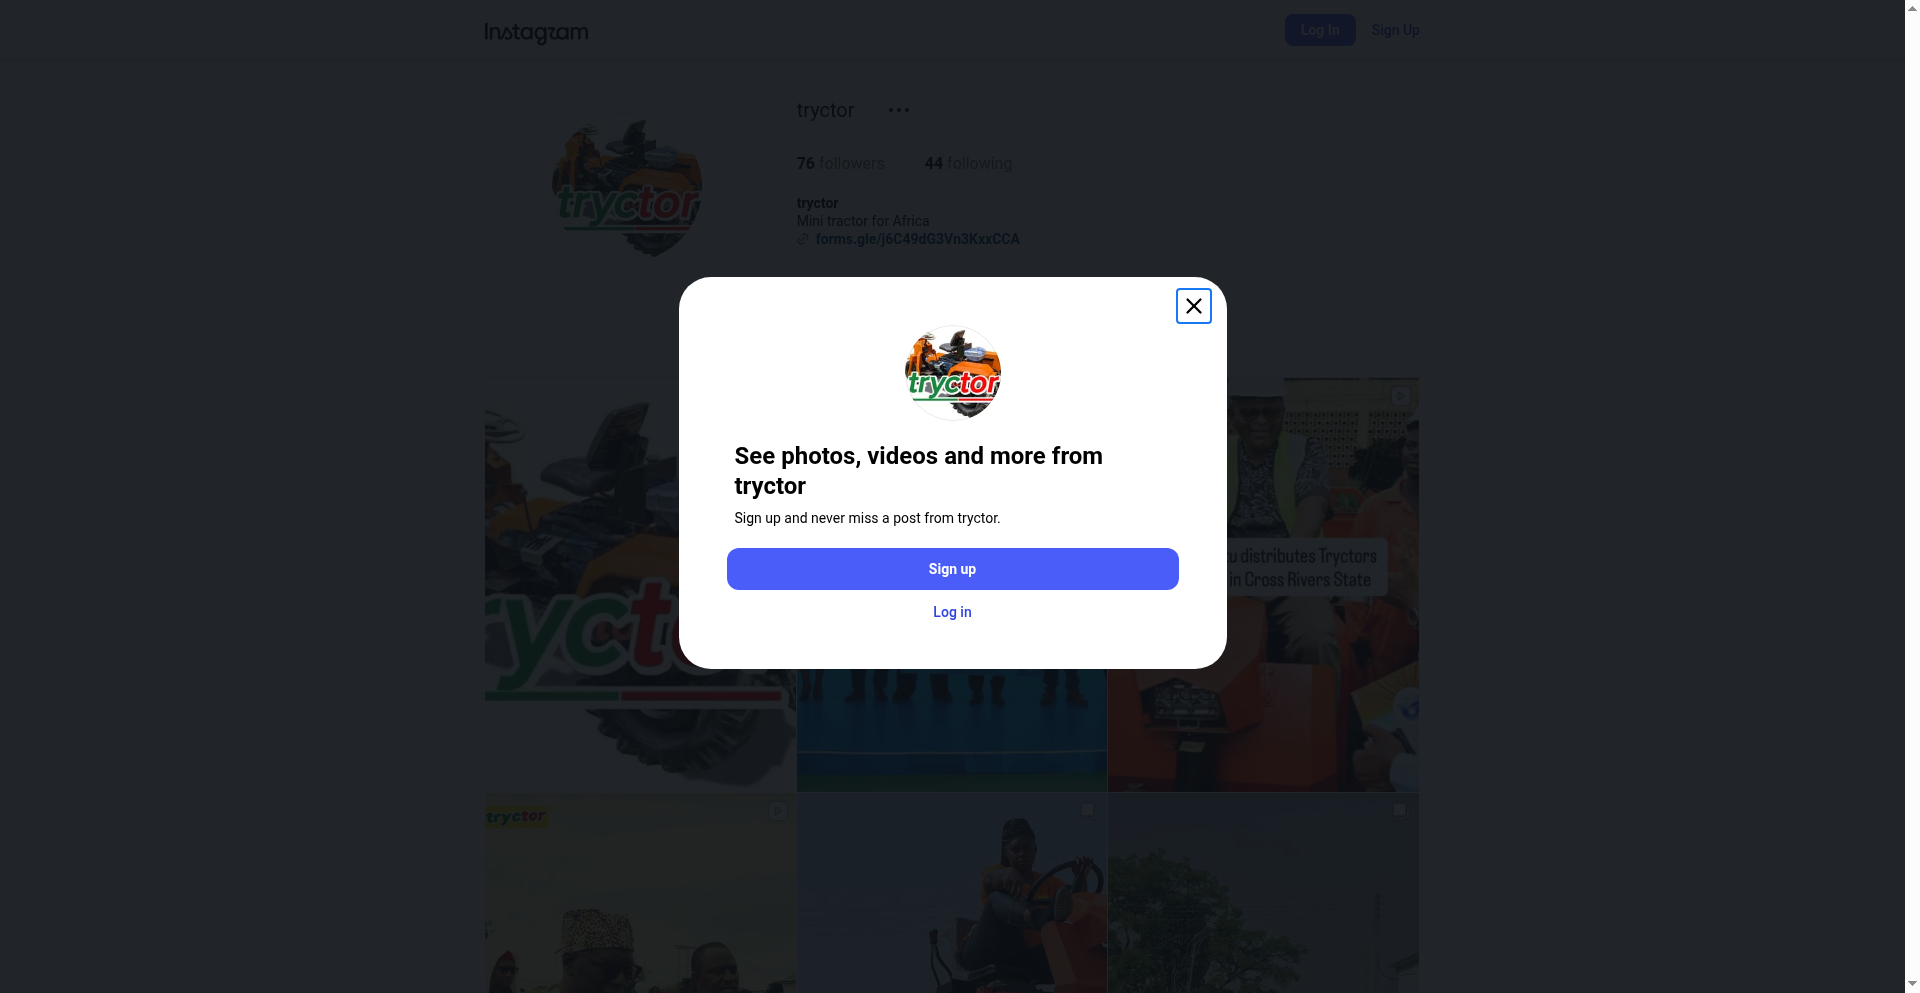 Instagram
Log In
Sign Up
tryctor
76 followers
44 following
tryctor
Mini tractor for Africa
forms.gle/j6C49dG3Vn3KxxCCA
tryctor
tryctor
See photos, videos and more from
tryctor
Sign up and never miss a post from tryctor.
Sign up
Log in
ryct
distributes Tryctors
in Cross Rivers State
tryctor